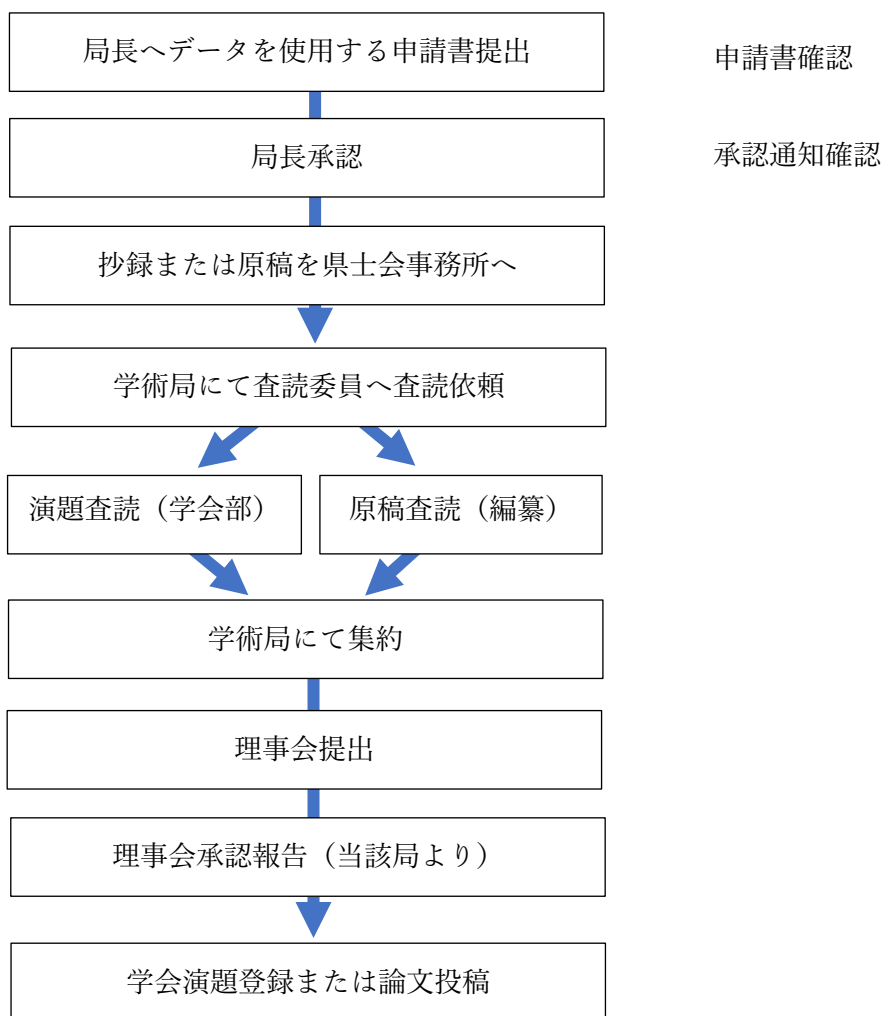 局長へデータを使用する申請書提出
申請書確認
局長承認
承認通知確認
抄録または原稿を県士会事務所へ
学術局にて査読委員へ査読依頼
演題査読（学会部）
原稿査読（編纂）
学術局にて集約
理事会提出
理事会承認報告（当該局より）
学会演題登録または論文投稿